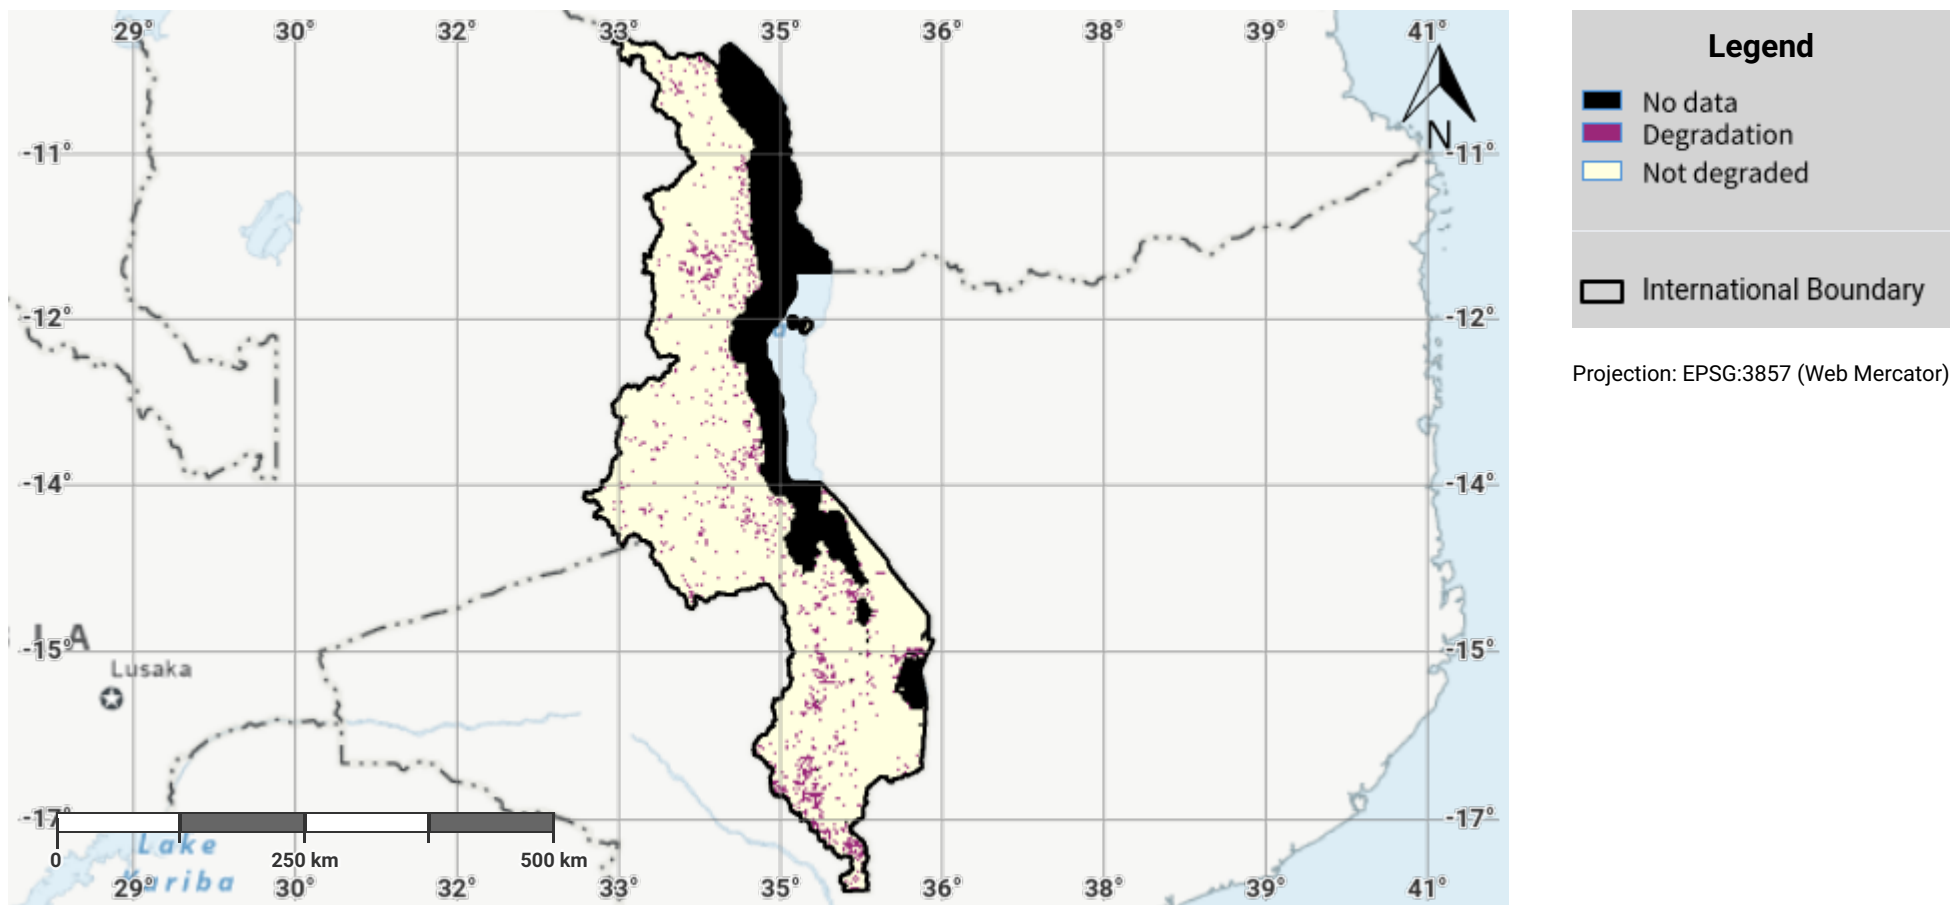 29° 30° 32° 33° 35° 36° 38° 39° 41°
N
-11° -11°
-12° -12°
-14° -14°
LA
-15° -15°
Lusaka
-17° -17°
0 250 km 500 km
Lake
Kariba
29° 30° 32° 33° 35° 36° 38° 39° 41°
Legend
No data
Degradation
Not degraded
International Boundary
Projection: EPSG:3857 (Web Mercator)